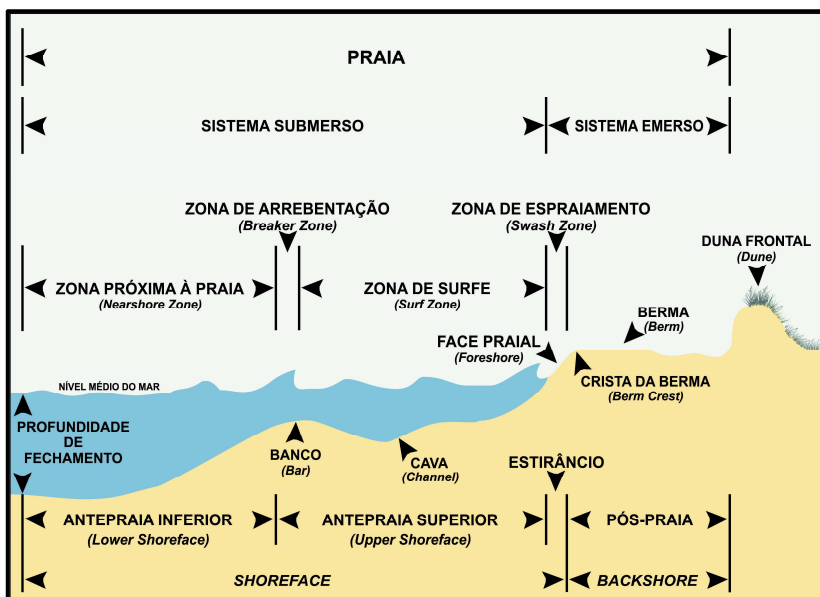 PRAIA
SISTEMA SUBMERSO
SISTEMA EMERSO
ZONA DE ARREBENTAÇÃO
(Breaker Zone)
ZONA DE ESPRAIAMENTO
(Swash Zone)
DUNA FRONTAL
(Dune)
ZONA PRÓXIMA À PRAIA
(Nearshore Zone)
ZONA DE SURFE
(Surf Zone)
BERMA
(Berm)
FACE PRAIAL
(Foreshore)
NÍVEL MÉDIO DO MAR
CRISTA DA BERMA
(Berm Crest)
PROFUNDIDADE
DE
FECHAMENTO
BANCO
(Bar)
CAVA
(Channel)
ESTIRÂNCIO
ANTEPRAIA INFERIOR
(Lower Shoreface)
ANTEPRAIA SUPERIOR
(Upper Shoreface)
PÓS-PRAIA
SHOREFACE
BACKSHORE